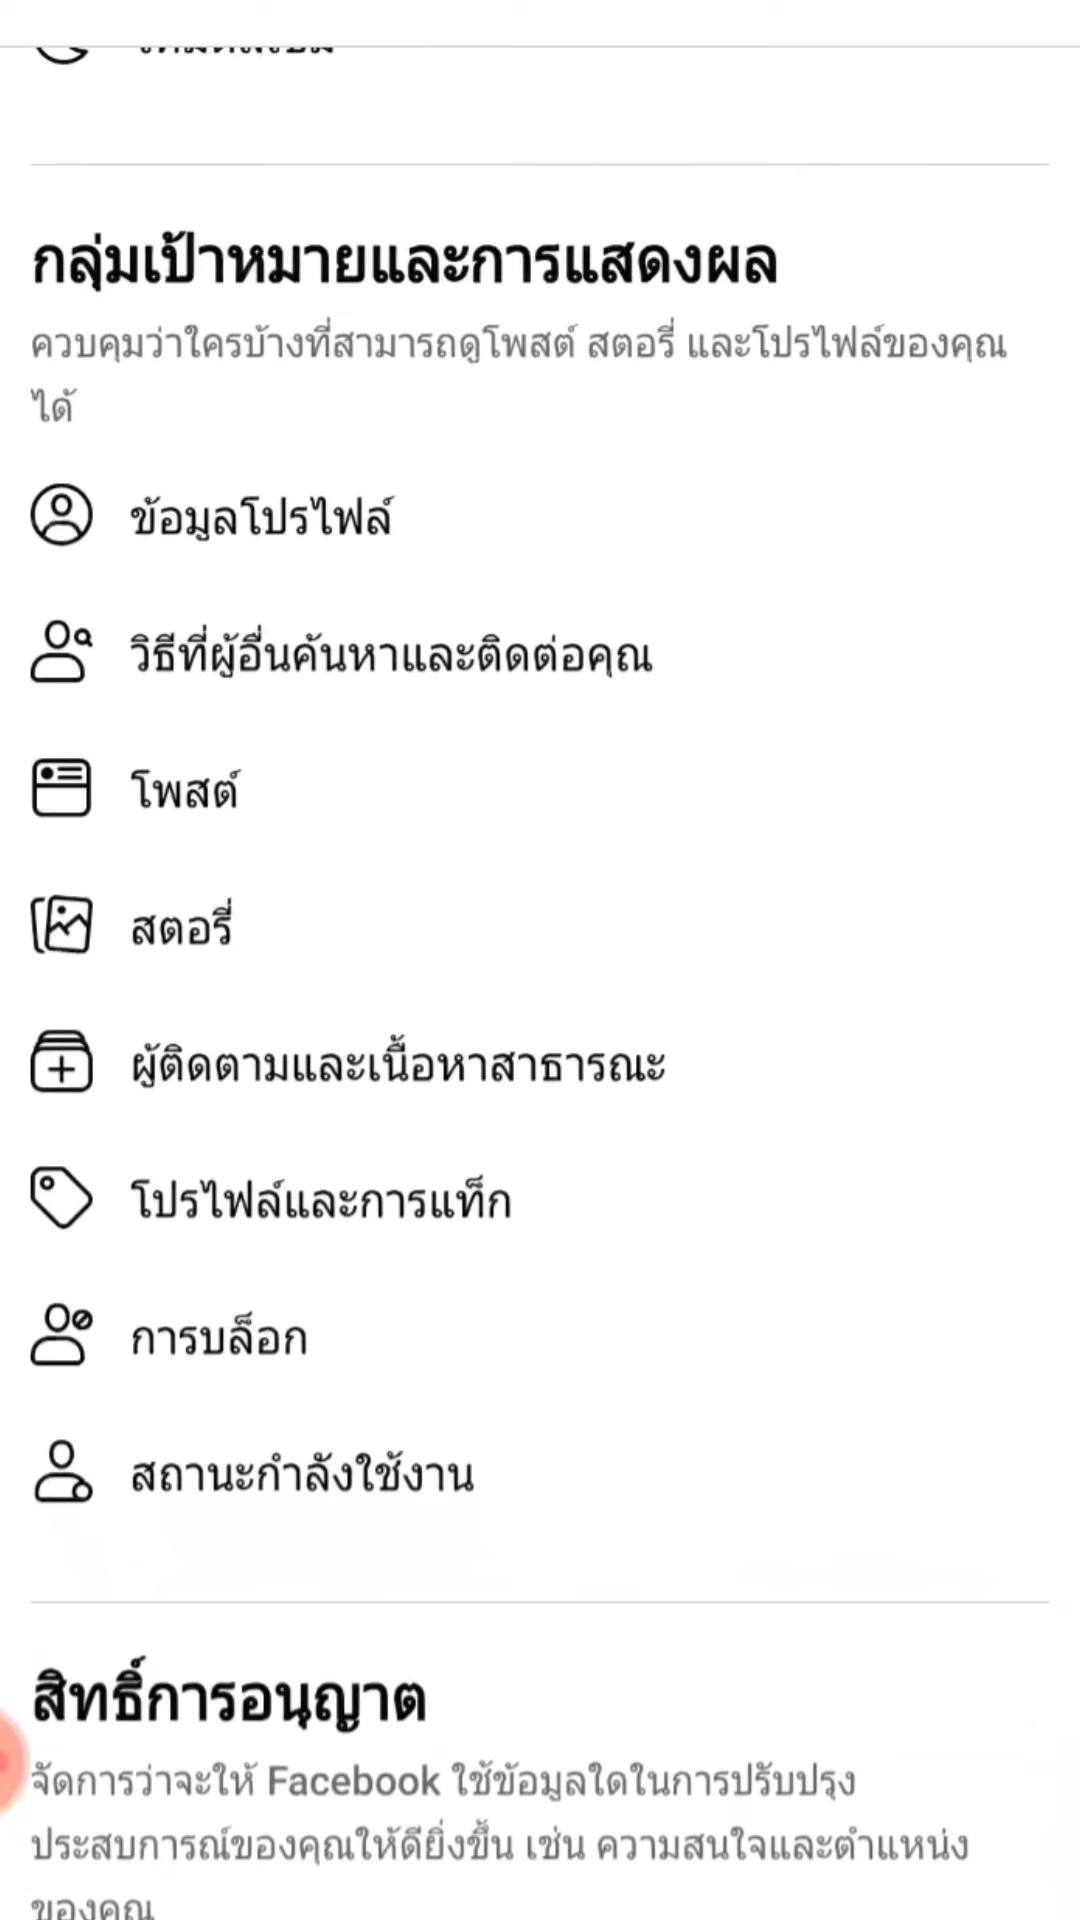 กลุ่มเป้าหมายและการแสดงผล
ควบคุมว่าใครบ้างที่สามารถดูโพสต์ สตอรี่ และโปรไฟล์ของคุณ
ได้
ข้อมูลโปรไฟล์
วิธีที่ผู้อื่นค้นหาและติดต่อคุณ
โพสต์
สตอรี่
ผู้ติดตามและเนื้อหาสาธารณะ
โปรไฟล์และการแท็ก
การบล็อก
สถานะกำลังใช้งาน
สิทธิ์การอนุญาต
จัดการว่าจะให้ Facebook ใช้ข้อมูลใดในการปรับปรุง
ประสบการณ์ของคุณให้ดียิ่งขึ้น เช่น ความสนใจและตำแหน่ง
ของคุณ